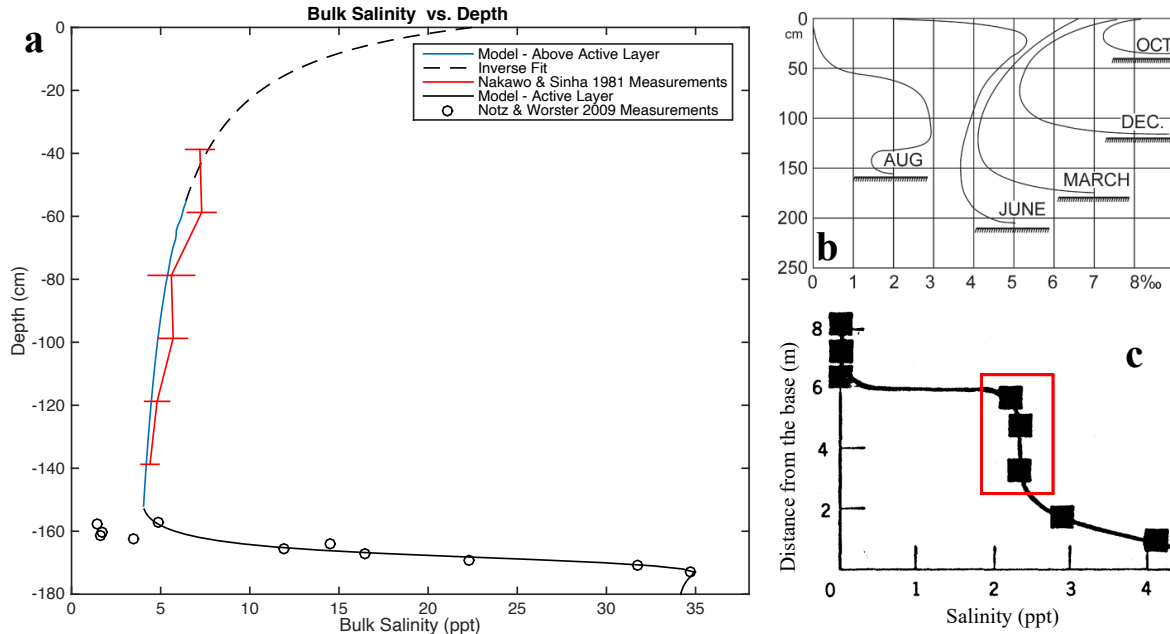 a
Bulk Salinity vs. Depth
Model - Above Active Layer
Inverse Fit
Nakawo & Sinha 1981 Measurements
Model - Active Layer
Notz & Worster 2009 Measurements
0
-20
-40
-60
-80
-100
-120
-140
-160
-180
Depth (cm)
0 5 10 15 20 25 30 35
Bulk Salinity (ppt)
b
0
cm
50
100
150
200
250
OCT
DEC.
AUG
MARCH
JUNE
0 1 2 3 4 5 6 7 8‰
c
8
6
4
2
Distance from the base (m)
0 1 2 3 4
Salinity (ppt)